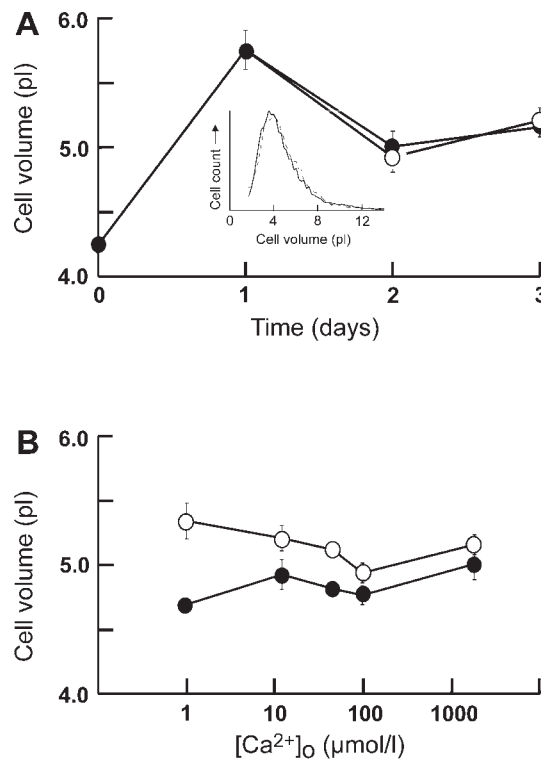 A
Cell volume (pl)
6.0
5.0
4.0
Cell count
0 4 8 12
Cell volume (pl)
0 1 2 3
Time (days)
B
Cell volume (pl)
6.0
5.0
4.0
1 10 100 1000
[Ca²⁺]o (μmol/l)